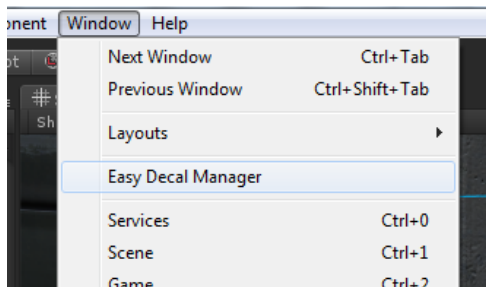 Window Help
Next Window Ctrl+Tab
Previous Window Ctrl+Shift+Tab
Layouts
Easy Decal Manager
Services Ctrl+0
Scene Ctrl+1
Game Ctrl+2